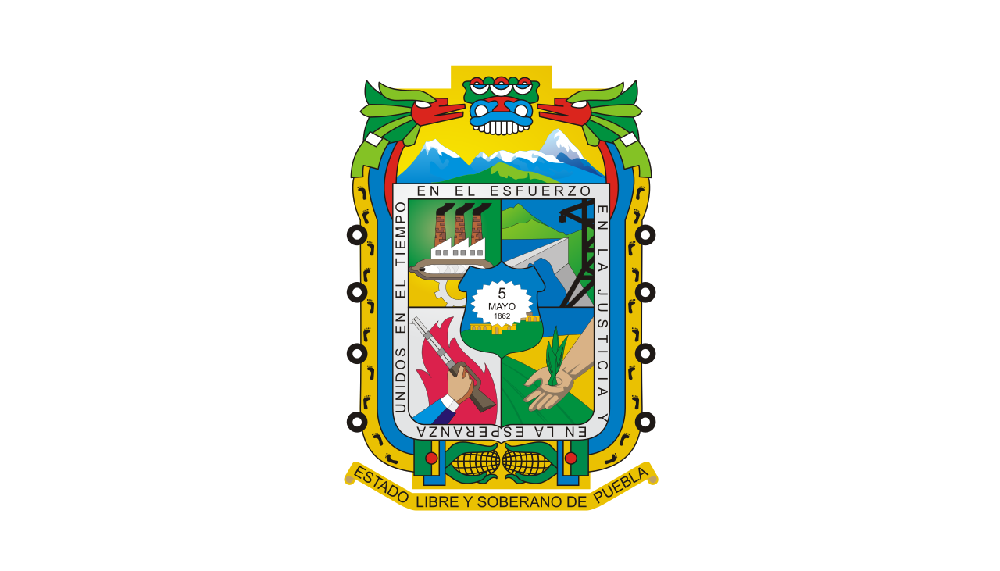 EN EL ESFUERZO
EN LA JUSTICIA Y
EN LA ESPERANZA
UNIDOS EN EL TIEMPO
5
MAYO
1862
ESTADO LIBRE Y SOBERANO DE PUEBLA